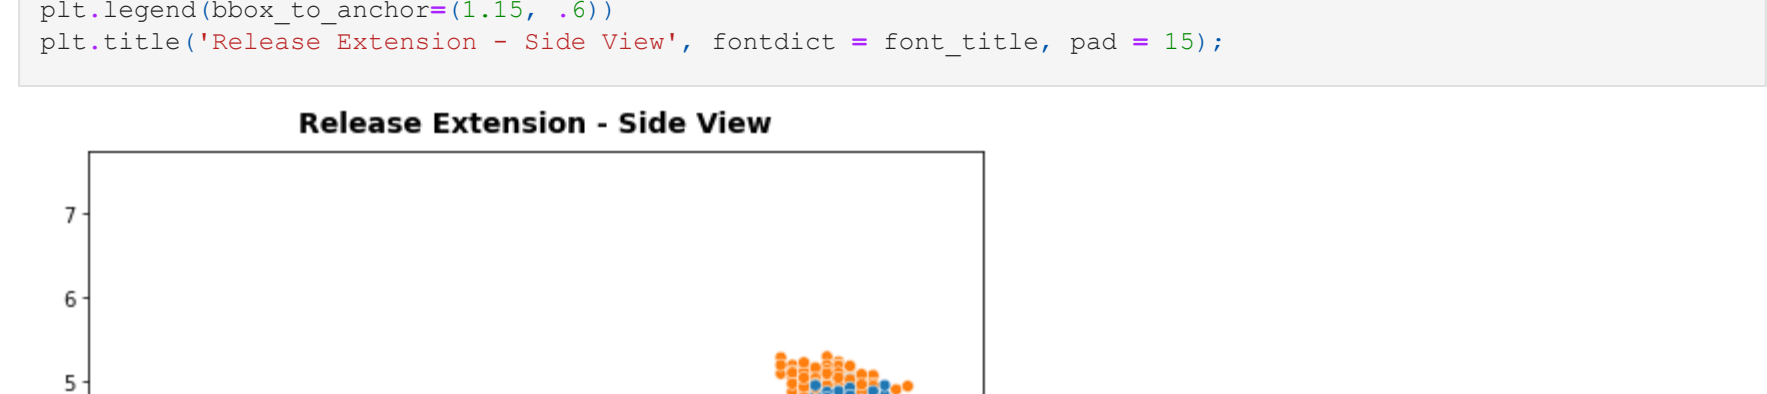 plt.legend(bbox_to_anchor=(1.15, .6))
plt.title('Release Extension - Side View', fontdict = font_title, pad = 15);
Release Extension - Side View
7
6
5